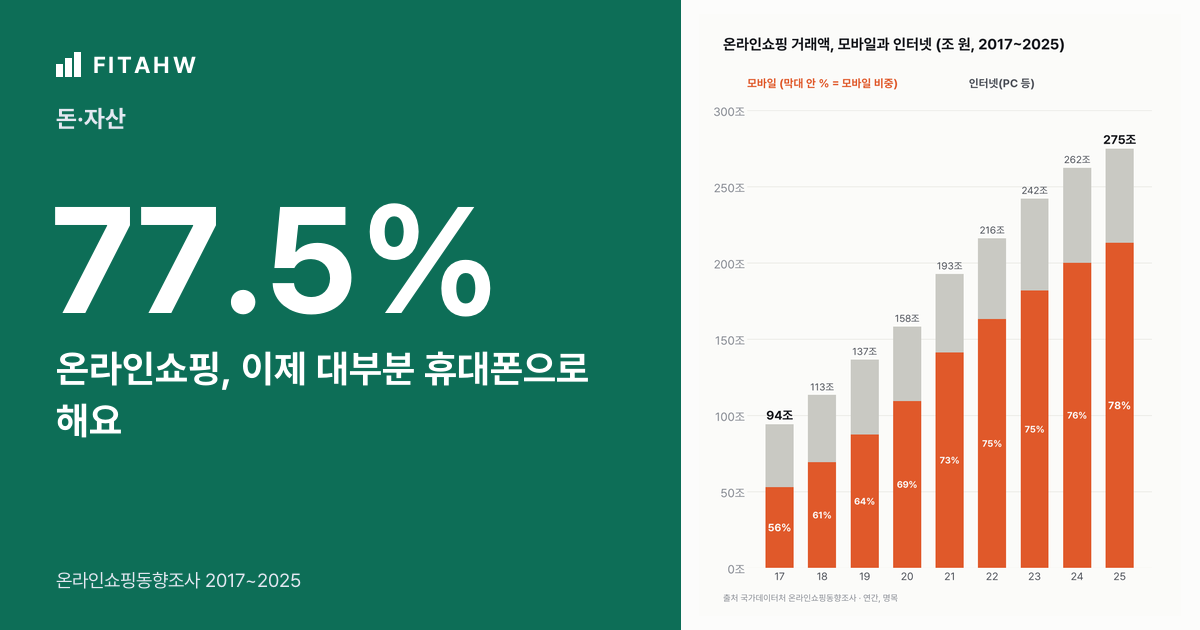 FITAHW
돈·자산
77.5%
온라인쇼핑, 이제 대부분 휴대폰으로
해요
온라인쇼핑동향조사 2017~2025
온라인쇼핑 거래액, 모바일과 인터넷 (조 원, 2017~2025)
모바일 (막대 안 % = 모바일 비중)
인터넷(PC 등)
300조
250조
200조
150조
100조
50조
0조
94조
113조
137조
158조
193조
216조
242조
262조
275조
56%
61%
64%
69%
73%
75%
75%
76%
78%
17
18
19
20
21
22
23
24
25
출처 국가데이터처 온라인쇼핑동향조사 · 연간, 명목